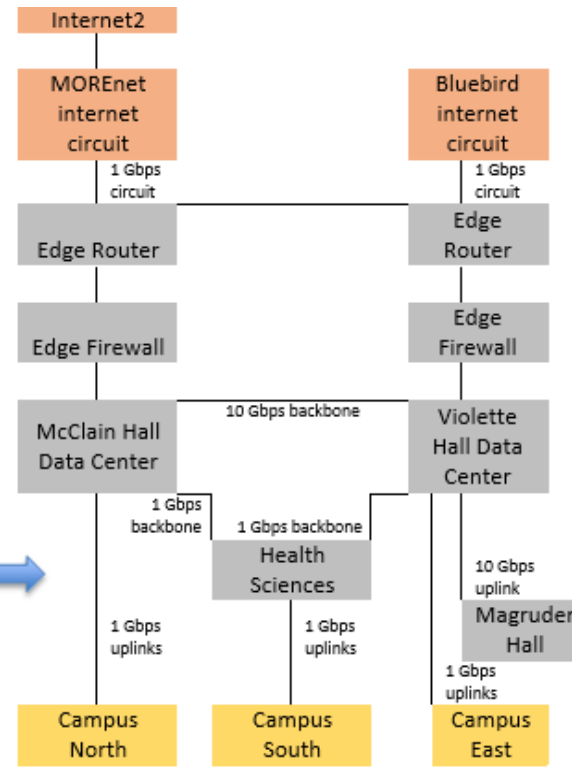 Internet2
MOREnet
internet
circuit
Bluebird
internet
circuit
1 Gbps
circuit
1 Gbps
circuit
Edge Router
Edge
Router
Edge Firewall
Edge
Firewall
10 Gbps backbone
McClain Hall
Data Center
Violette
Hall Data
Center
1 Gbps
backbone
1 Gbps backbone
Health
Sciences
10 Gbps
uplink
Magruder
Hall
1 Gbps
uplinks
1 Gbps
uplinks
1 Gbps
uplinks
Campus
North
Campus
South
Campus
East